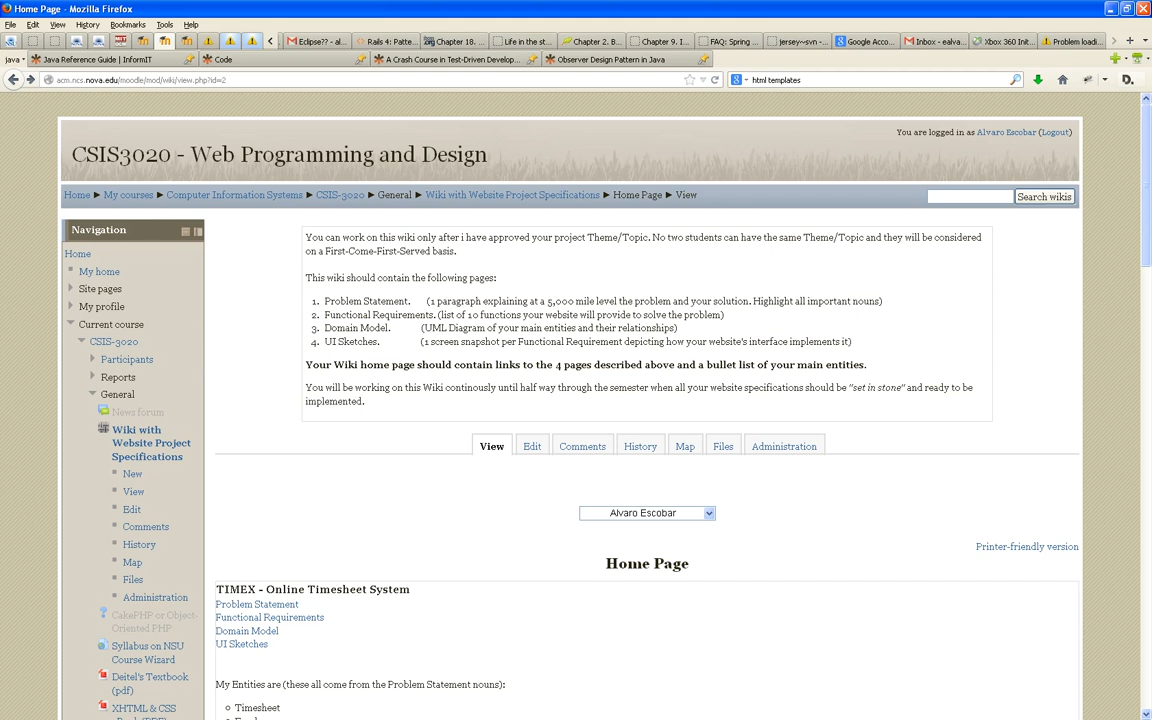 Home Page - Mozilla Firefox
File Edit View History Bookmarks Tools Help
Eclipse?? - al... Rails 4: Patte... Chapter 18. ... Life in the st... Chapter 2. B... Chapter 9. I... FAQ: Spring ... jersey~svn -... Google Acco... Inbox - ealva... Xbox 360 Init... Problem loadi...
java Java Reference Guide | InformIT Code A Crash Course in Test-Driven Develop... Observer Design Pattern in Java
acm.ncs.nova.edu/moodle/mod/wiki/view.php?id=2 html templates D.
You are logged in as Alvaro Escobar (Logout)
CSIS3020 - Web Programming and Design
Home ► My courses ► Computer Information Systems ► CSIS-3020 ► General ► Wiki with Website Project Specifications ► Home Page ► View Search wikis
Navigation
Home
My home
Site pages
My profile
Current course
CSIS-3020
Participants
Reports
General
News forum
Wiki with
Website Project
Specifications
New
View
Edit
Comments
History
Map
Files
Administration
CakePHP or Object-
Oriented PHP
Syllabus on NSU
Course Wizard
Deitel's Textbook
(pdf)
XHTML & CSS
You can work on this wiki only after i have approved your project Theme/Topic. No two students can have the same Theme/Topic and they will be considered
on a First-Come-First-Served basis.
This wiki should contain the following pages:
1. Problem Statement. (1 paragraph explaining at a 5,000 mile level the problem and your solution. Highlight all important nouns)
2. Functional Requirements. (list of 10 functions your website will provide to solve the problem)
3. Domain Model. (UML Diagram of your main entities and their relationships)
4. UI Sketches. (1 screen snapshot per Functional Requirement depicting how your website's interface implements it)
Your Wiki home page should contain links to the 4 pages described above and a bullet list of your main entities.
You will be working on this Wiki continously until half way through the semester when all your website specifications should be "set in stone" and ready to be
implemented.
View Edit Comments History Map Files Administration
Alvaro Escobar
Printer-friendly version
Home Page
TIMEX - Online Timesheet System
Problem Statement
Functional Requirements
Domain Model
UI Sketches
My Entities are (these all come from the Problem Statement nouns):
Timesheet